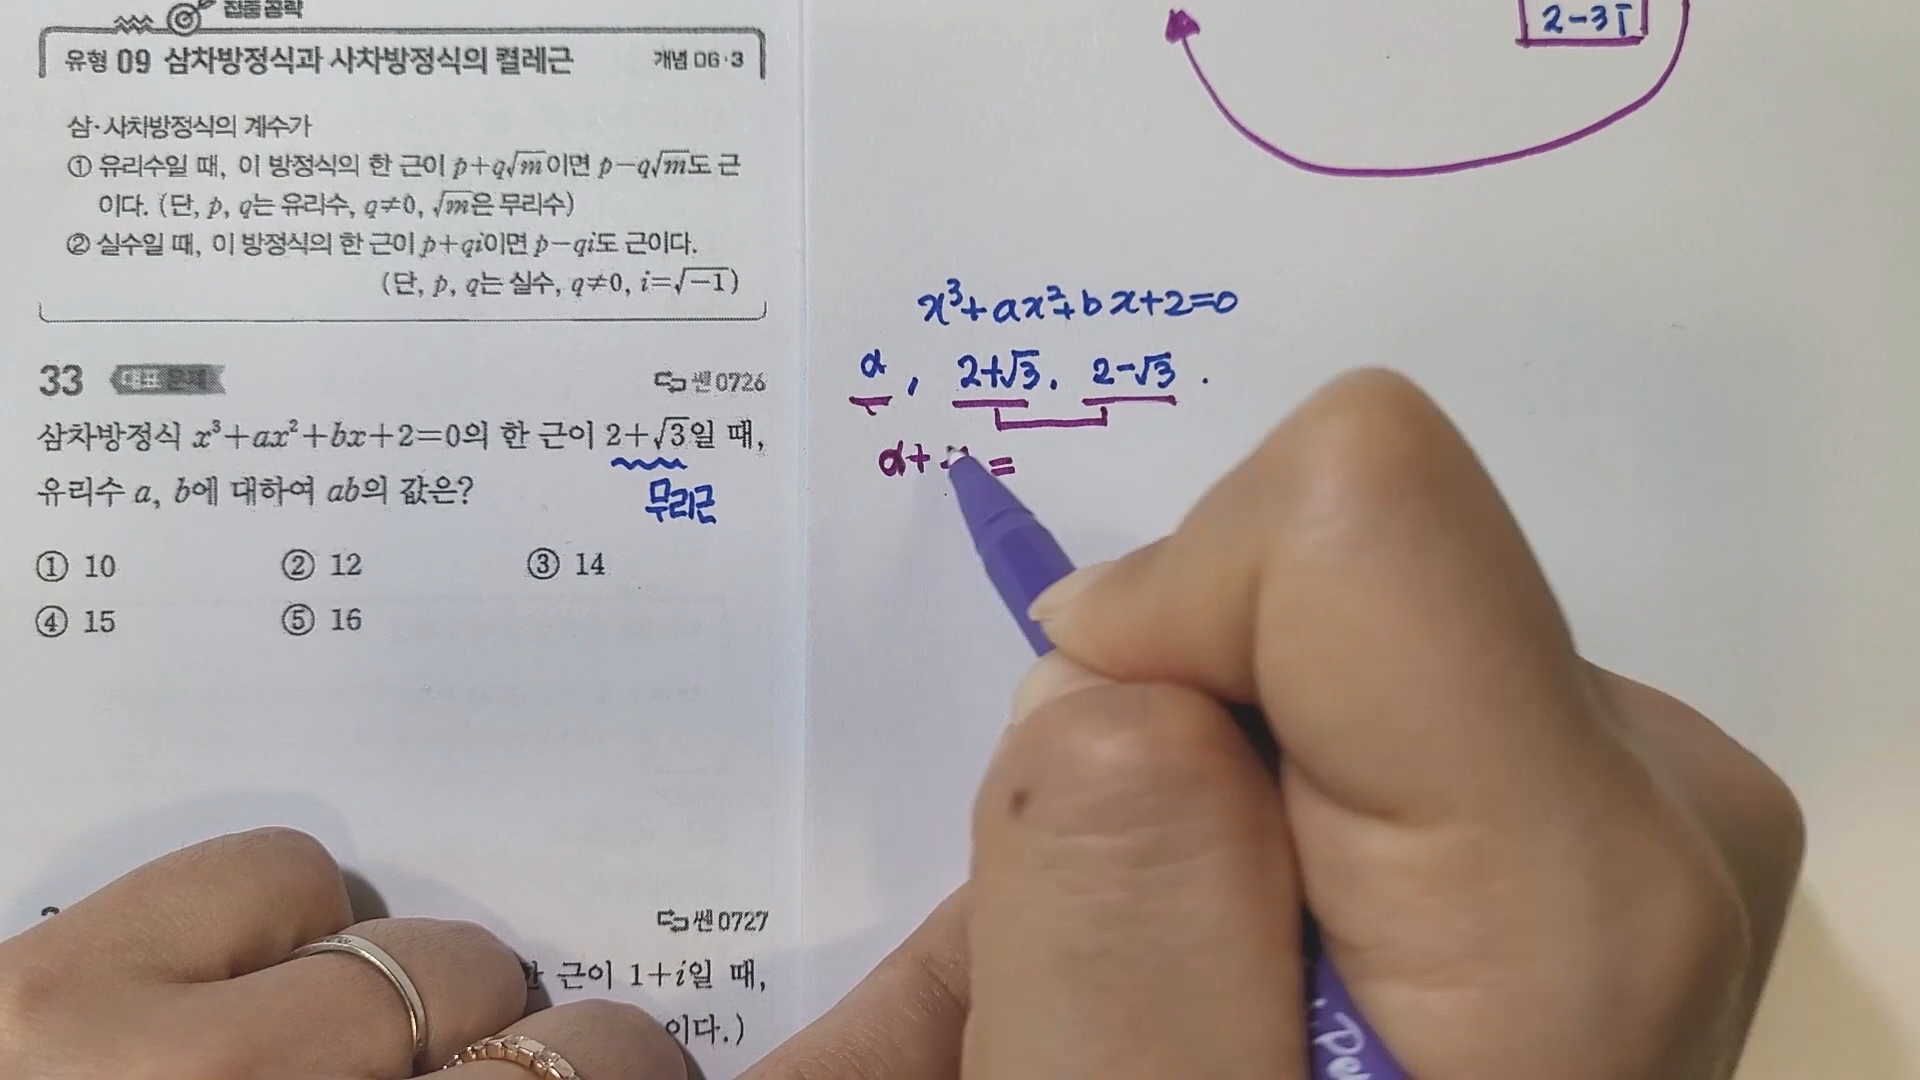 집중공략
유형 09 삼차방정식과 사차방정식의 켤레근 개념 06·3
삼·사차방정식의 계수가
① 유리수일 때, 이 방정식의 한 근이 p+q√m이면 p−q√m도 근
이다. (단, p, q는 유리수, q≠0, √m은 무리수)
② 실수일 때, 이 방정식의 한 근이 p+qi이면 p−qi도 근이다.
(단, p, q는 실수, q≠0, i=√−1)
33 대표 문제 쎈 0726
삼차방정식 x³+ax²+bx+2=0의 한 근이 2+√3일 때,
무리근
유리수 a, b에 대하여 ab의 값은?
① 10 ② 12 ③ 14
④ 15 ⑤ 16
쎈 0727
한 근이 1+i일 때,
이다.)
2-3i
x³+ax²+bx+2=0
α, 2+√3, 2-√3.
α+ =
Pe